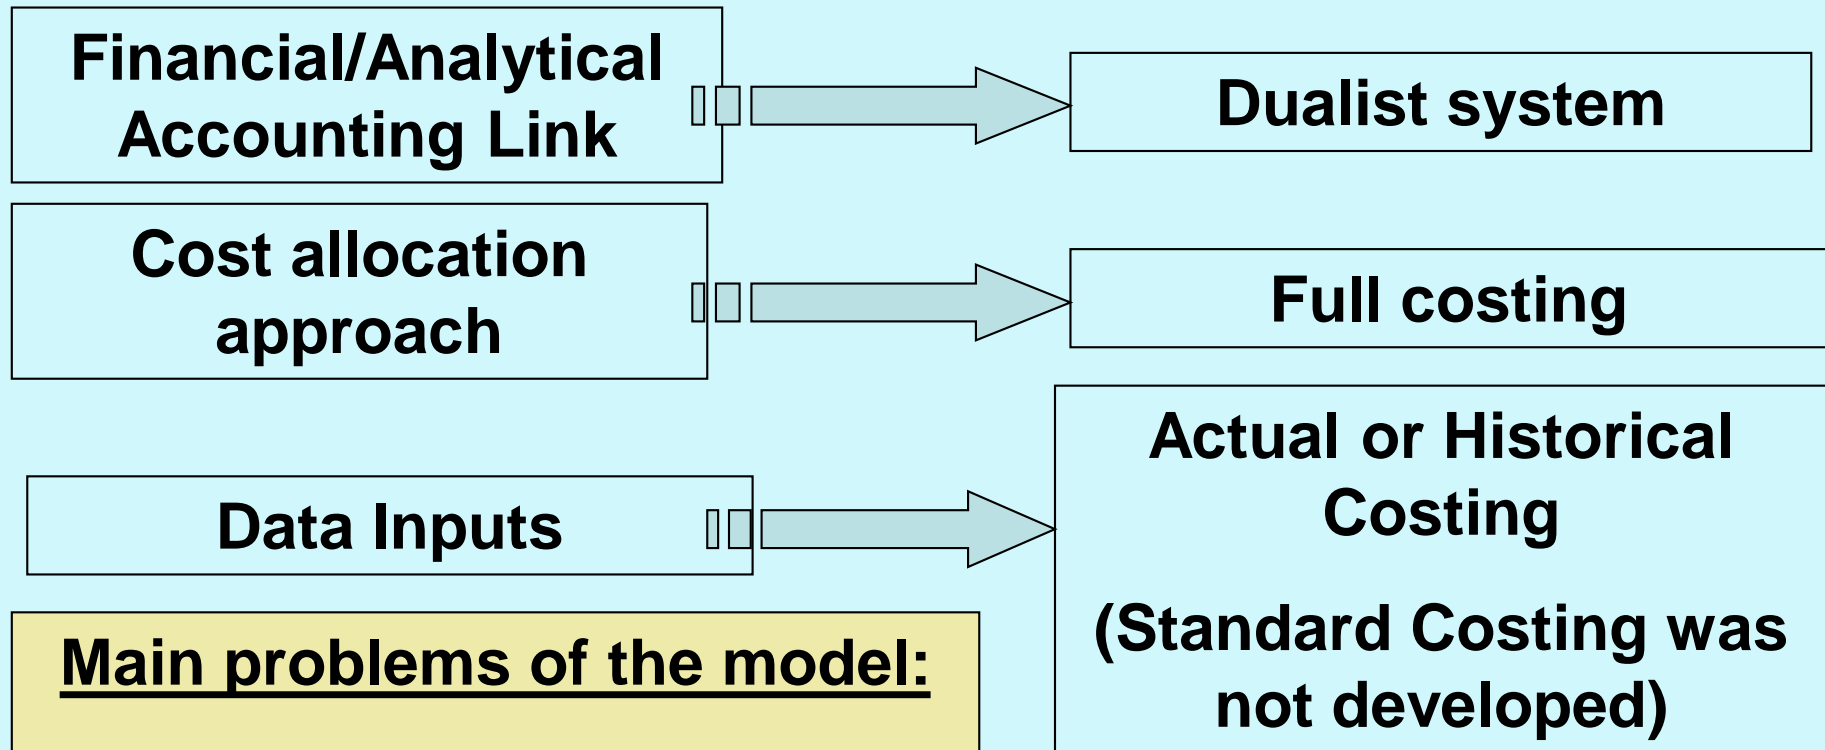 Financial/Analytical
Accounting Link
Dualist system
Cost allocation
approach
Full costing
Data Inputs
Actual or Historical
Costing
(Standard Costing was
not developed)
Main problems of the model: